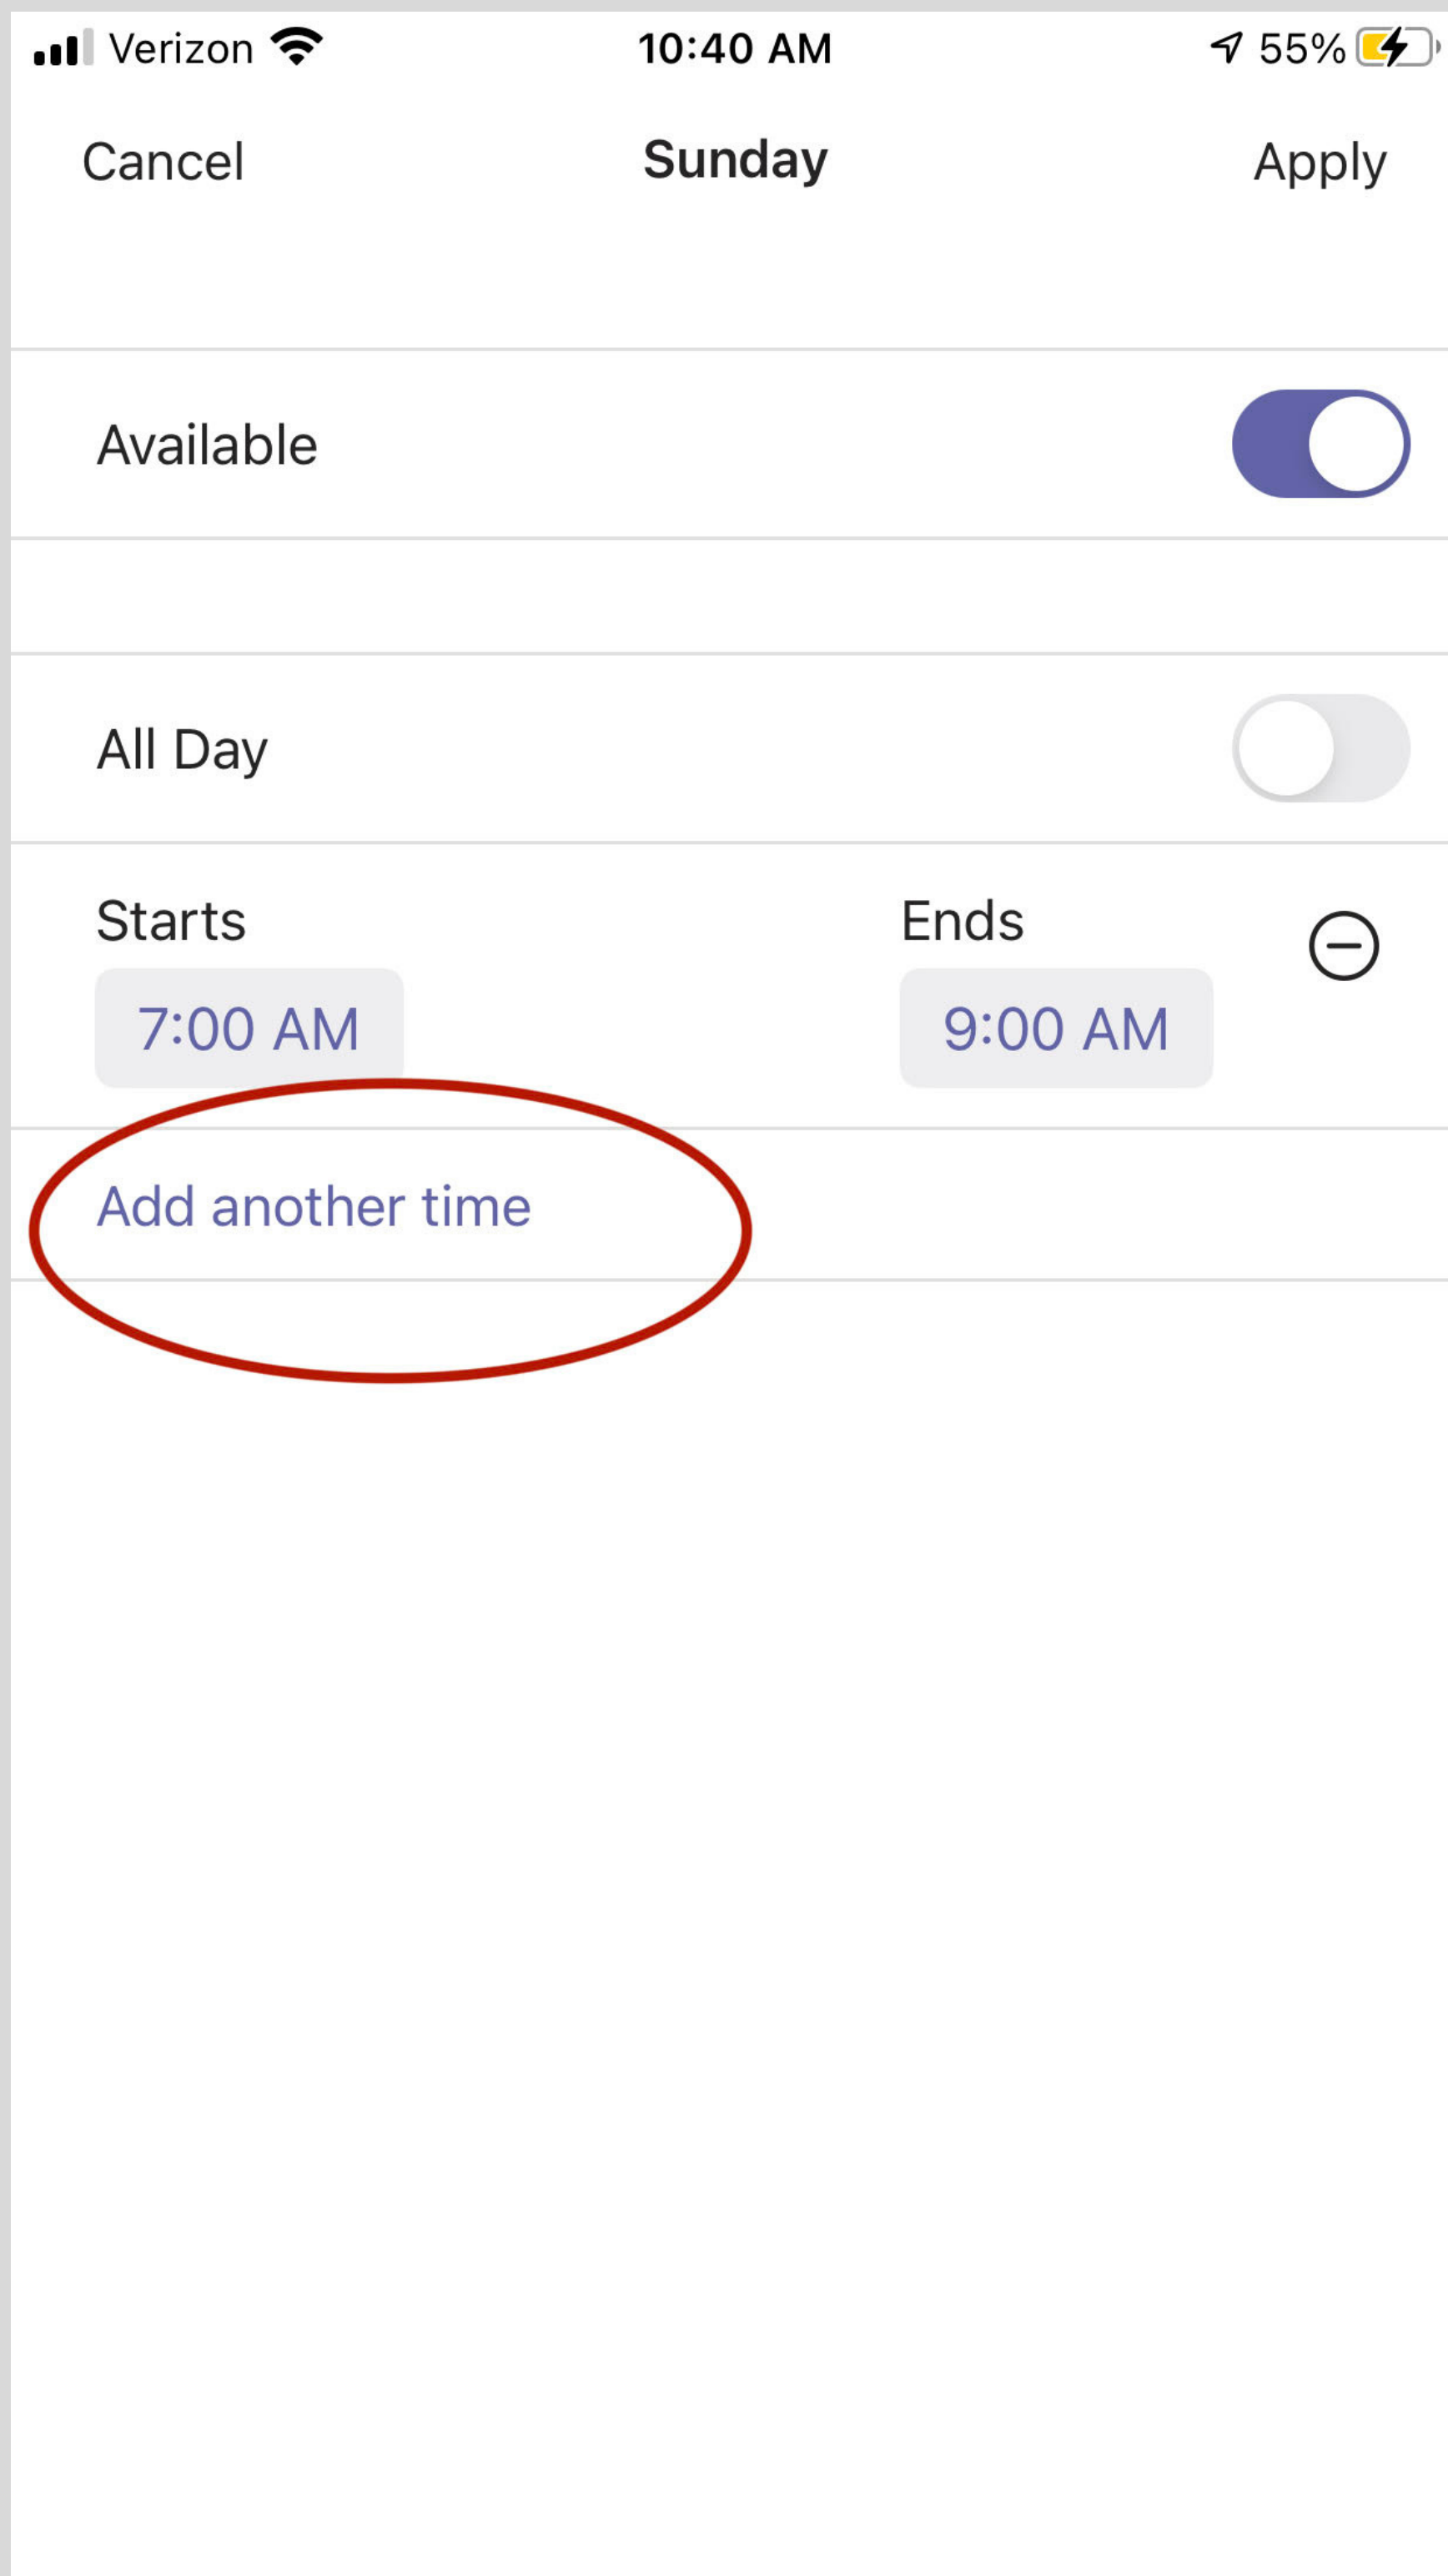 Verizon 10:40 AM 55%
Cancel Sunday Apply
Available
All Day
Starts Ends
7:00 AM 9:00 AM
Add another time